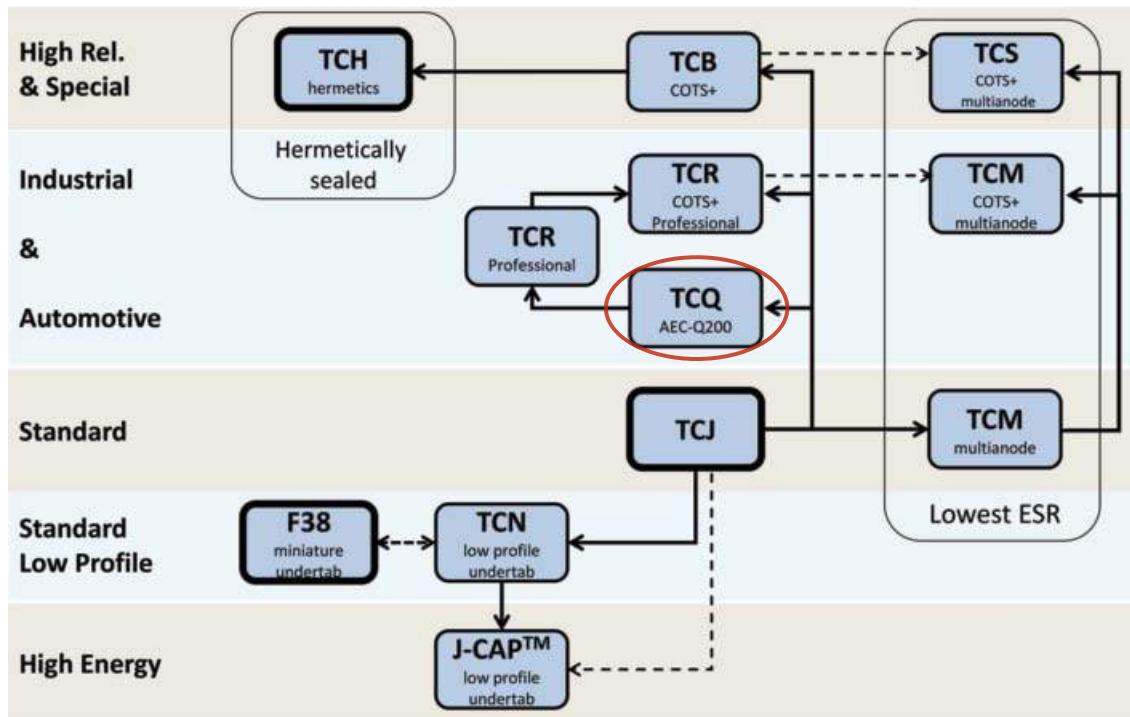 High Rel.
& Special
TCH
hermetics
TCB
COTS+
TCS
COTS+
multianode
Hermetically
sealed
Industrial
&
Automotive
TCR
COTS+
Professional
TCM
COTS+
multianode
TCR
Professional
TCQ
AEC-Q200
Standard
TCJ
TCM
multianode
Lowest ESR
Standard
Low Profile
F38
miniature
undertab
TCN
low profile
undertab
High Energy
J-CAP™
low profile
undertab